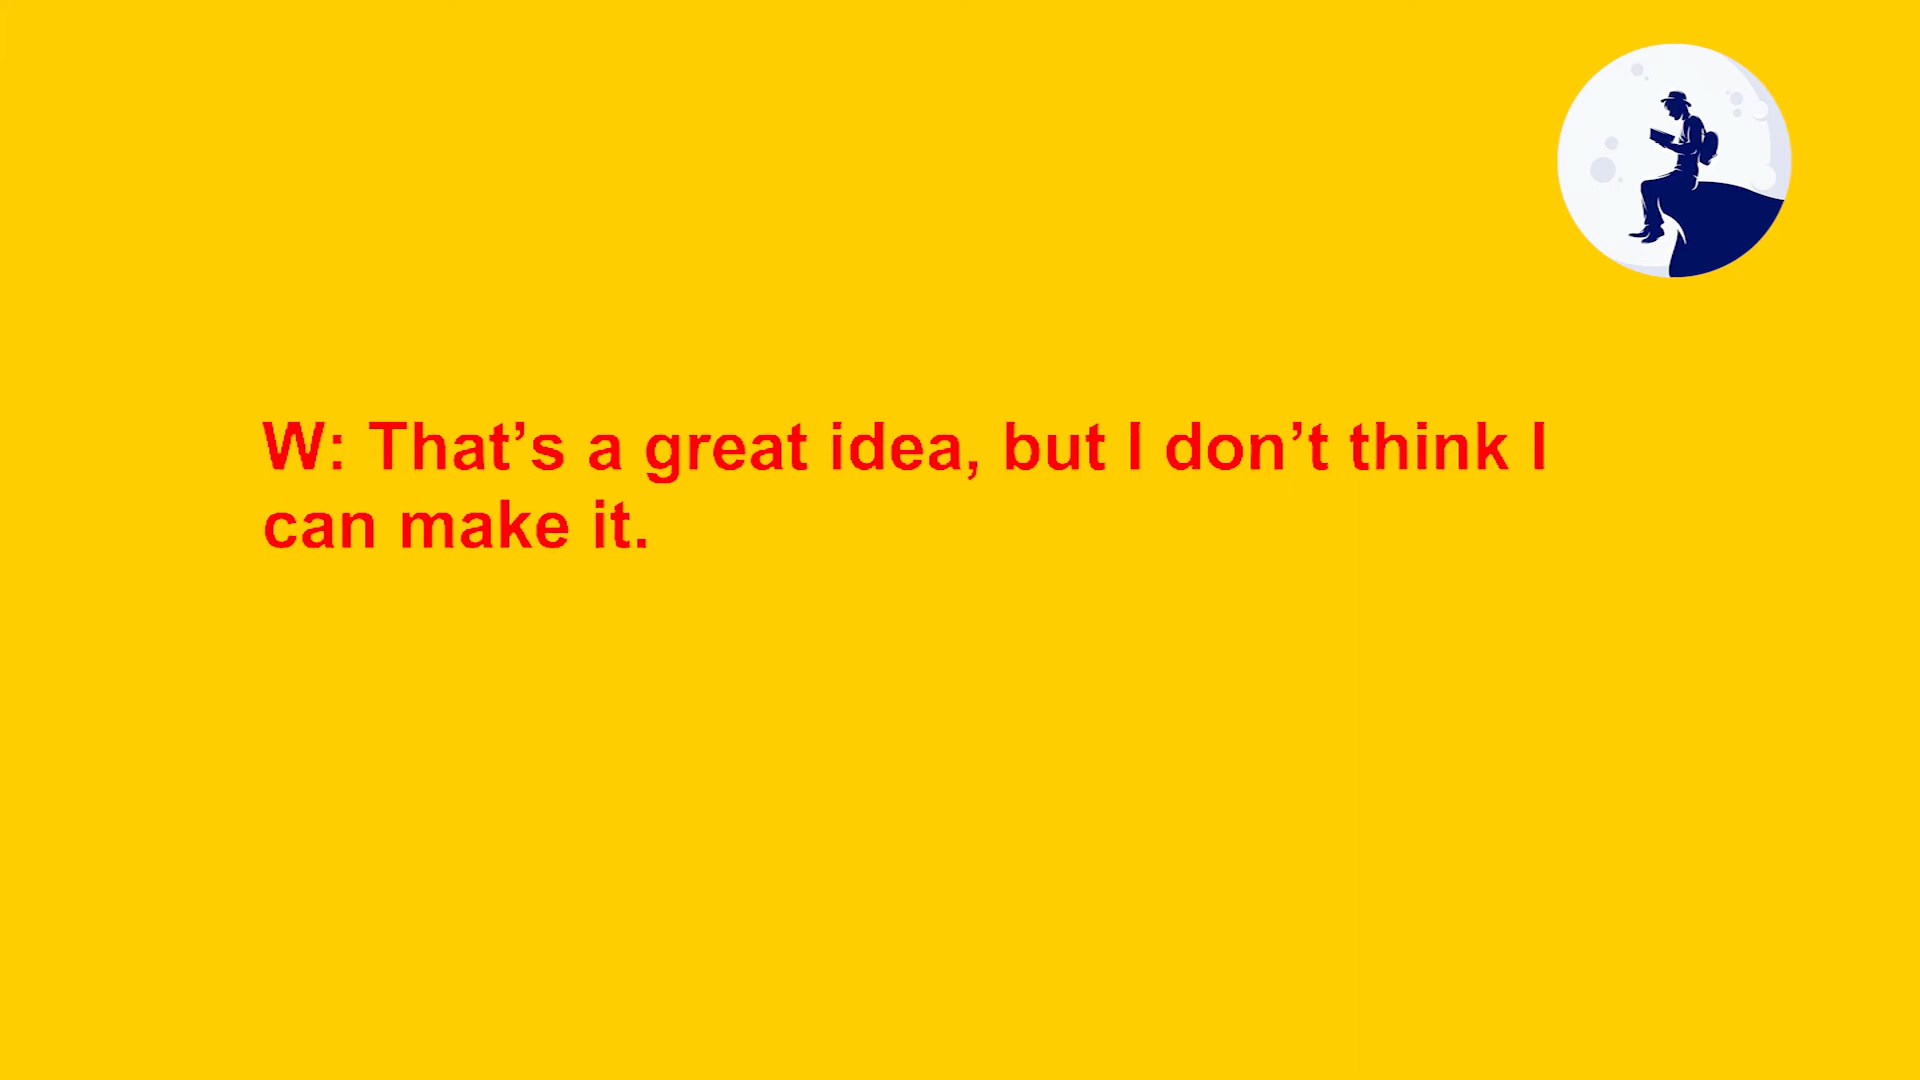 W: That’s a great idea, but I don’t think I
can make it.